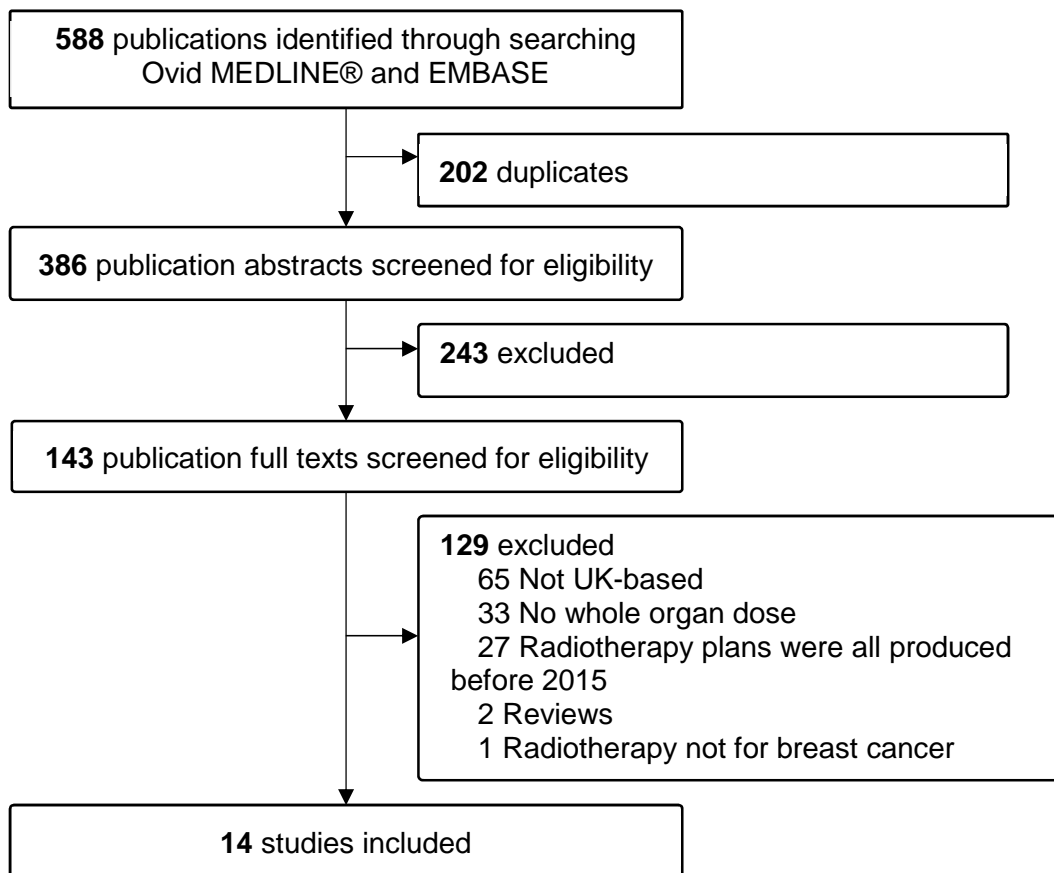 588 publications identified through searching
Ovid MEDLINE® and EMBASE
202 duplicates
386 publication abstracts screened for eligibility
243 excluded
143 publication full texts screened for eligibility
129 excluded
65 Not UK-based
33 No whole organ dose
27 Radiotherapy plans were all produced
before 2015
2 Reviews
1 Radiotherapy not for breast cancer
14 studies included